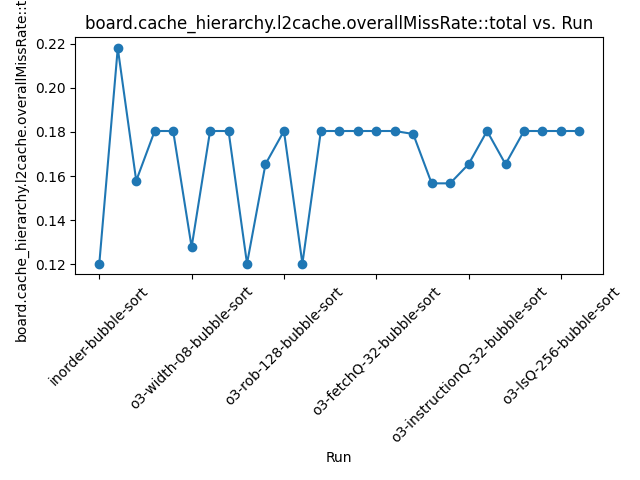 board.cache_hierarchy.l2cache.overallMissRate::total vs. Run
board.cache_hierarchy.l2cache.overallMissRate::t
0.22
0.20
0.18
0.16
0.14
0.12
inorder-bubble-sort
o3-width-08-bubble-sort
o3-rob-128-bubble-sort
o3-fetchQ-32-bubble-sort
o3-instructionQ-32-bubble-sort
o3-lsQ-256-bubble-sort
Run